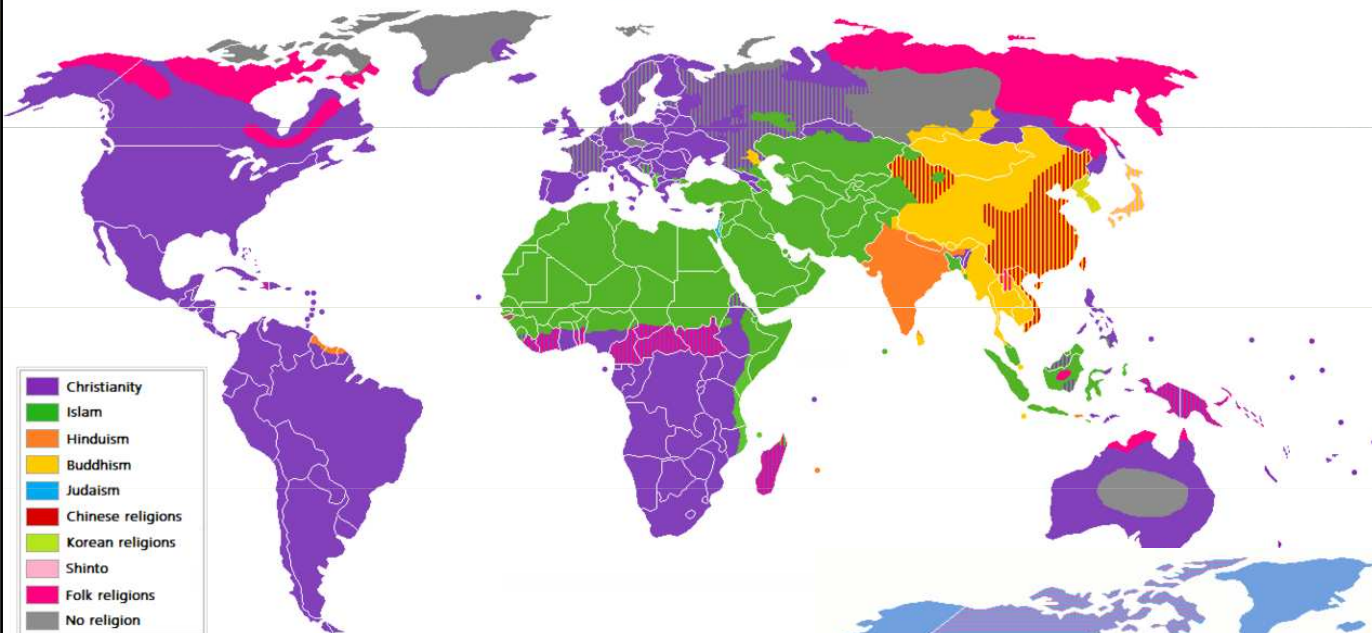 Christianity
Islam
Hinduism
Buddhism
Judaism
Chinese religions
Korean religions
Shinto
Folk religions
No religion